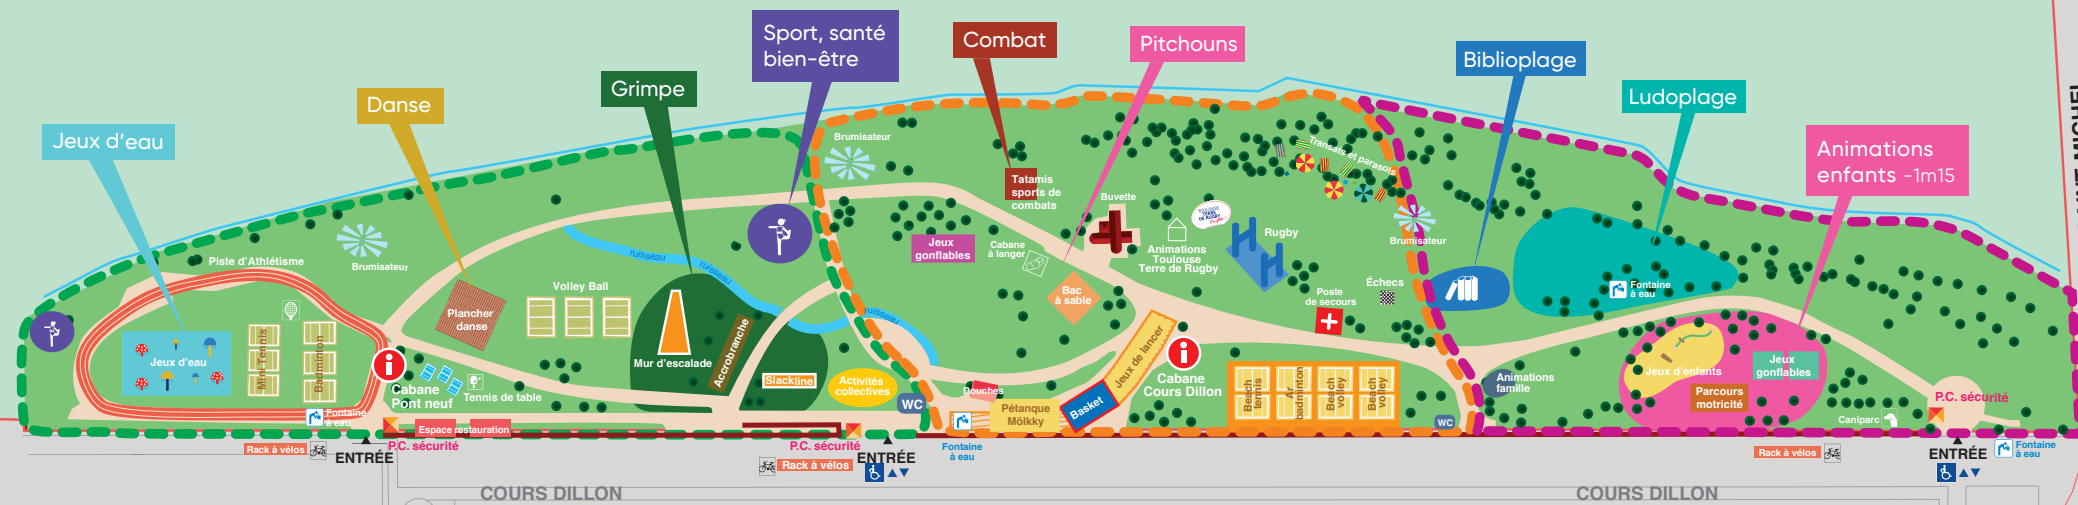 Jeux d'eau
Danse
Grimpe
Sport, santé
bien-être
Combat
Pitchouns
Biblioplage
Ludoplage
Animations
enfants -1m15
Brumisateur
Piste d'Athlétisme
Jeux d'eau
Mini Tennis
Badminton
Fontaine
à eau
Rack à vélos
ENTRÉE
P.C. sécurité
Espace restauration
Cabane
Pont neuf
Tennis de table
Plancher
danse
Volley Ball
ruisseau
ruisseau
ruisseau
Mur d'escalade
Accrobranche
Slackline
Activités
collectives
WC
P.C. sécurité
Rack à vélos
ENTRÉE
Brumisateur
Jeux
gonflables
Tatamis
sports de
combats
Cabane
à langer
Buvette
Bac
à sable
Animations
Toulouse
Terre de Rugby
Rugby
Transats et parasols
Brumisateur
Échecs
Poste
de secours
Douches
Fontaine
à eau
Pétanque
Mölkky
Basket
Jeux de lancer
Cabane
Cours Dillon
Beach
tennis
Air
badminton
Beach
volley
Beach
volley
WC
Animations
famille
Fontaine
à eau
Jeux d'enfants
Jeux
gonflables
Parcours
motricité
Caniparc
P.C. sécurité
Rack à vélos
ENTRÉE
Fontaine
à eau
COURS DILLON
COURS DILLON